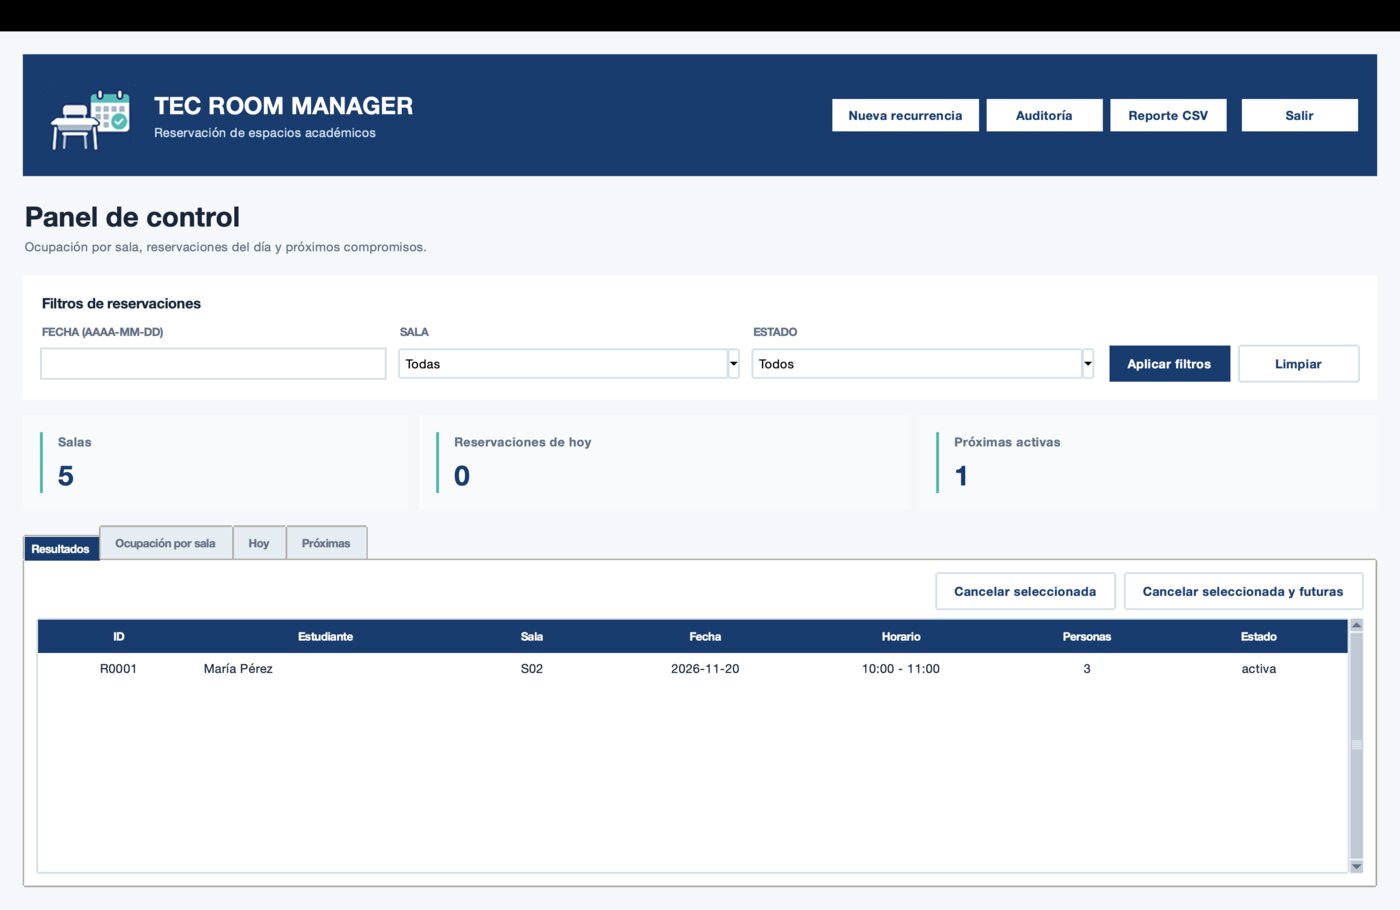 TEC ROOM MANAGER
Reservación de espacios académicos
Nueva recurrencia
Auditoría
Reporte CSV
Salir
Panel de control
Ocupación por sala, reservaciones del día y próximos compromisos.
Filtros de reservaciones
FECHA (AAAA-MM-DD)
SALA
ESTADO
Todas
Todos
Aplicar filtros
Limpiar
Salas
Reservaciones de hoy
Próximas activas
5
0
1
Resultados
Ocupación por sala
Hoy
Próximas
Cancelar seleccionada
Cancelar seleccionada y futuras
ID Estudiante Sala Fecha Horario Personas Estado
R0001 María Pérez S02 2026-11-20 10:00 - 11:00 3 activa